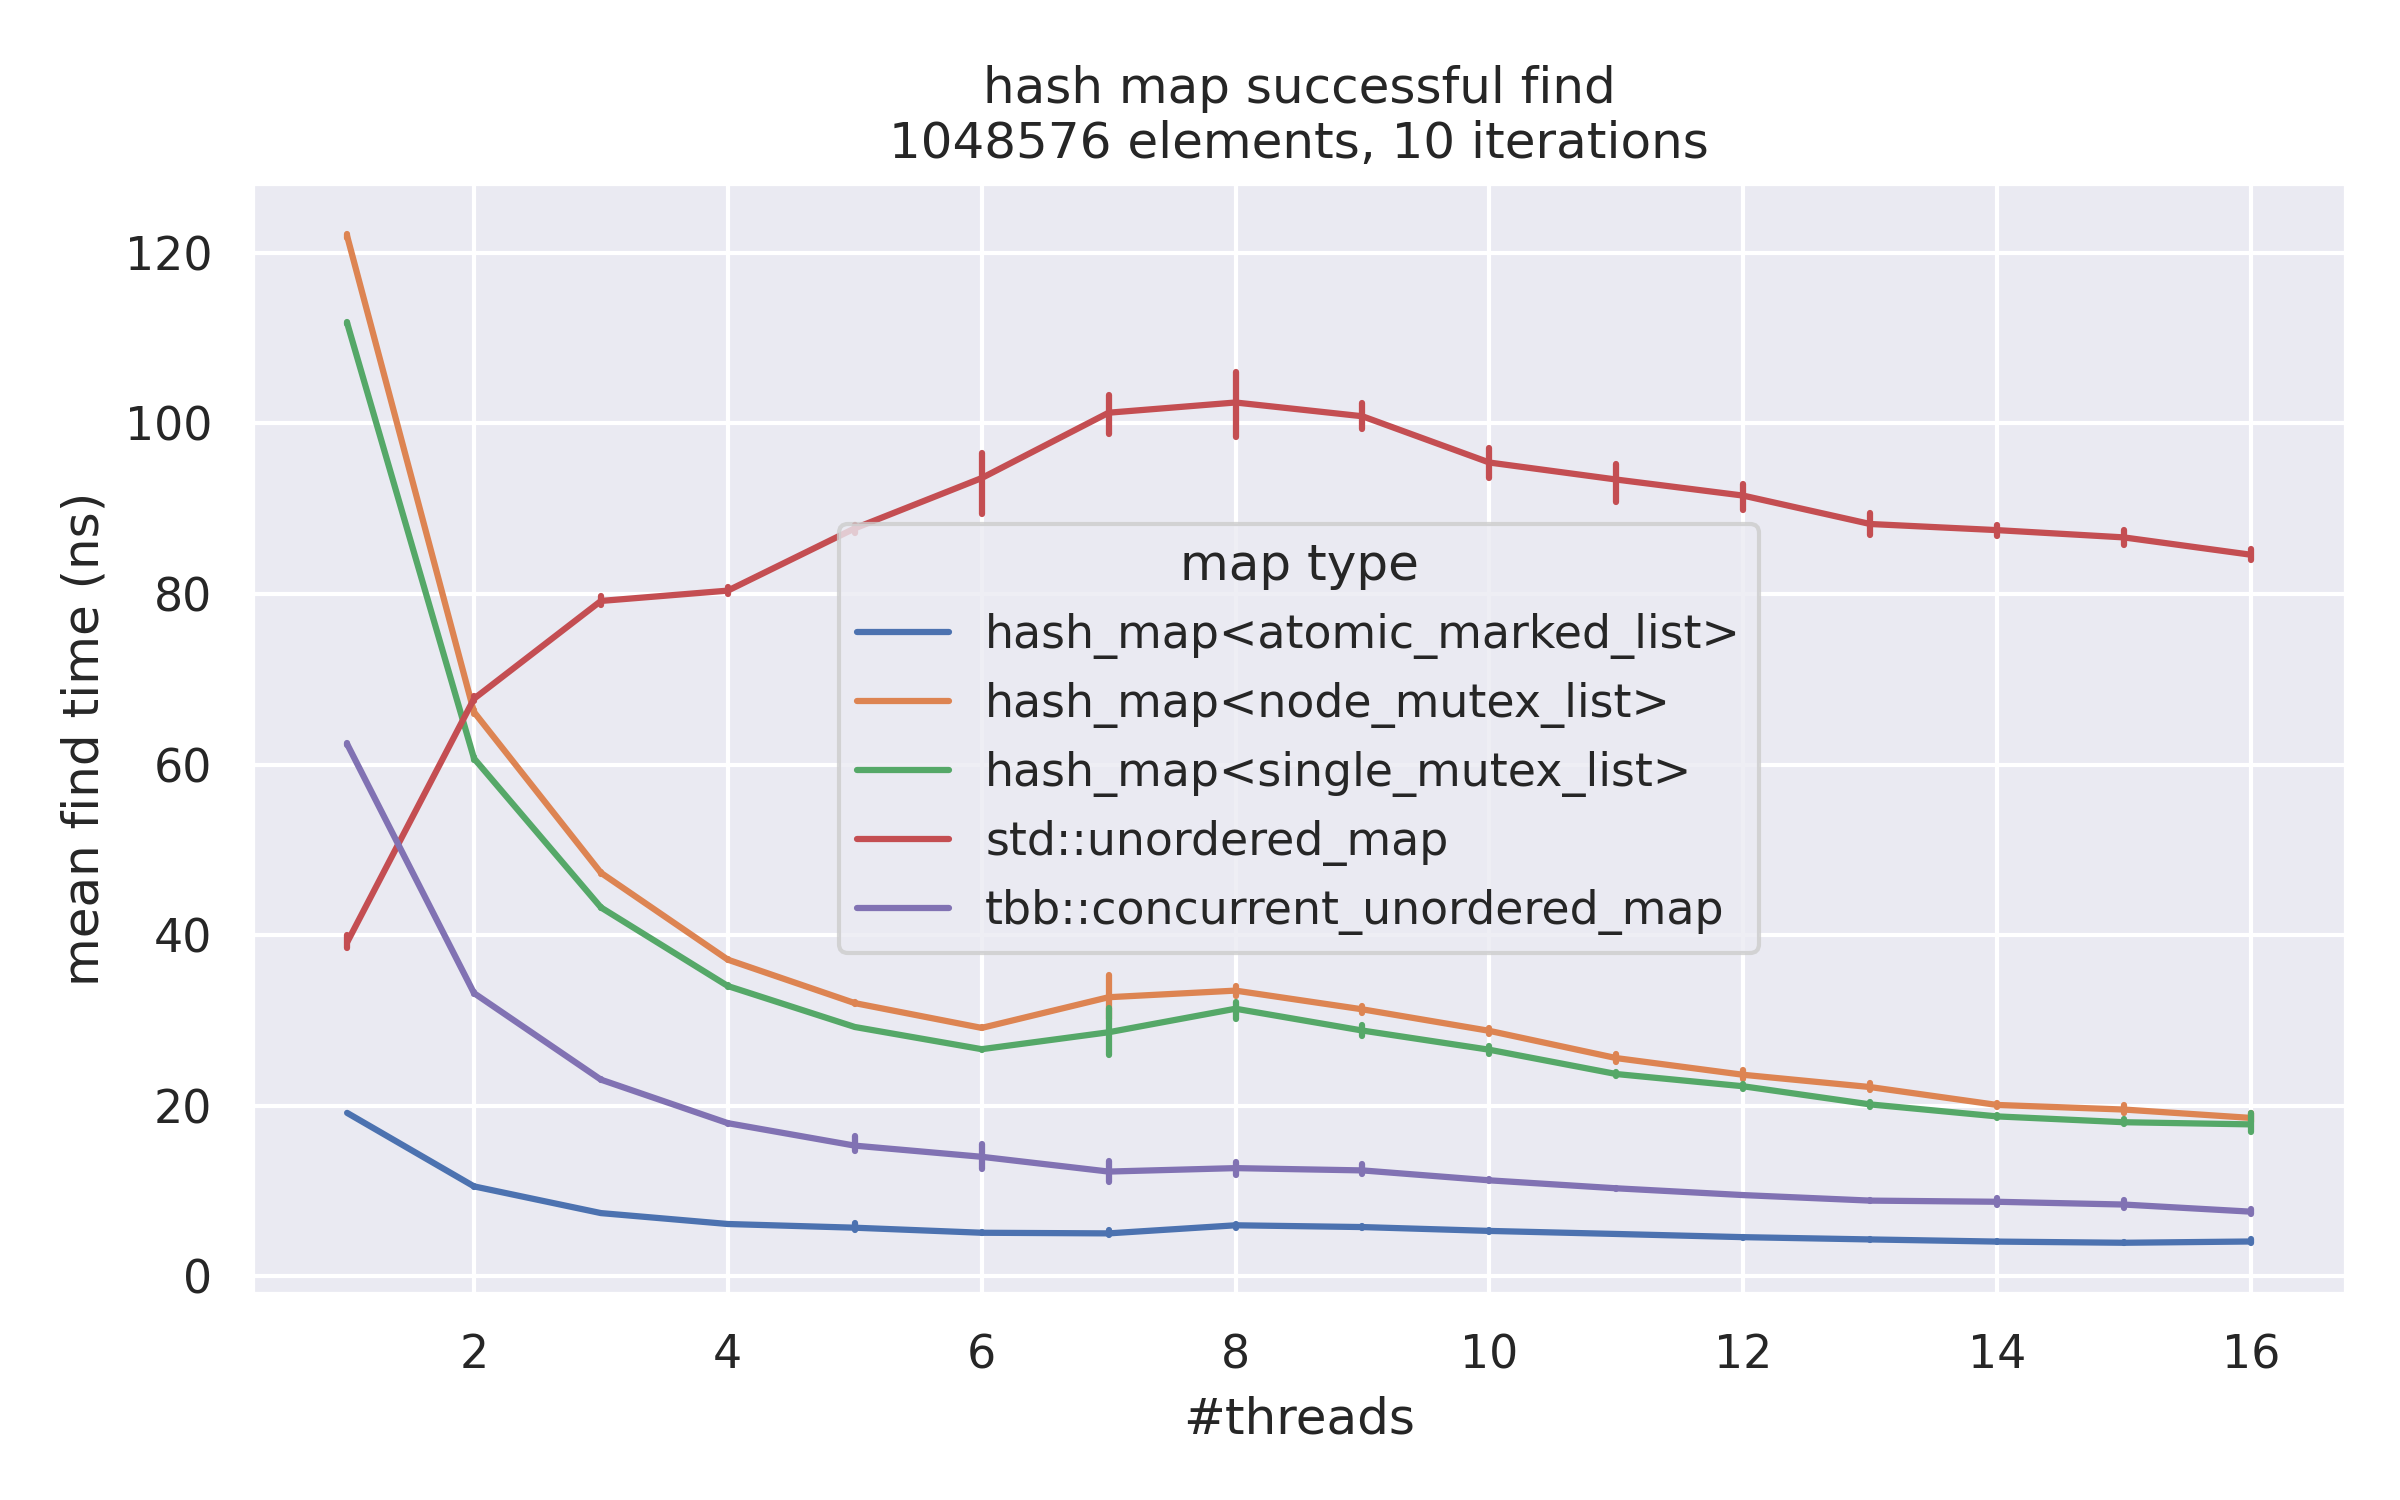 hash map successful find
1048576 elements, 10 iterations
mean find time (ns)
120
100
80
60
40
20
0
map type
hash_map<atomic_marked_list>
hash_map<node_mutex_list>
hash_map<single_mutex_list>
std::unordered_map
tbb::concurrent_unordered_map
2 4 6 8 10 12 14 16
#threads